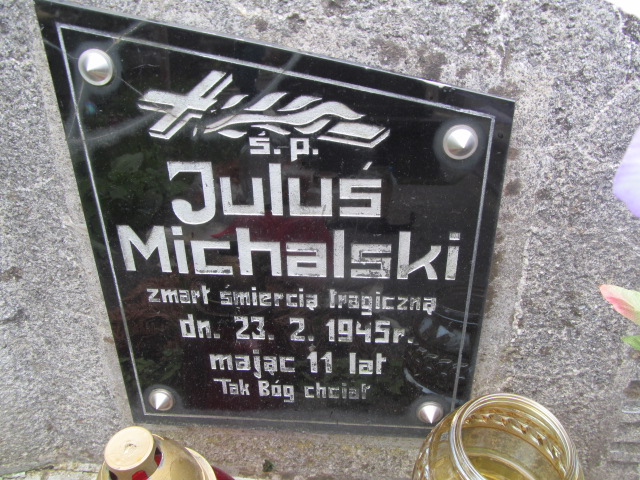 ś. p.
Juluś
Michalski
zmarł śmiercią tragiczną
dn. 23. 2. 1945r.
mając 11 lat
Tak Bóg chciał